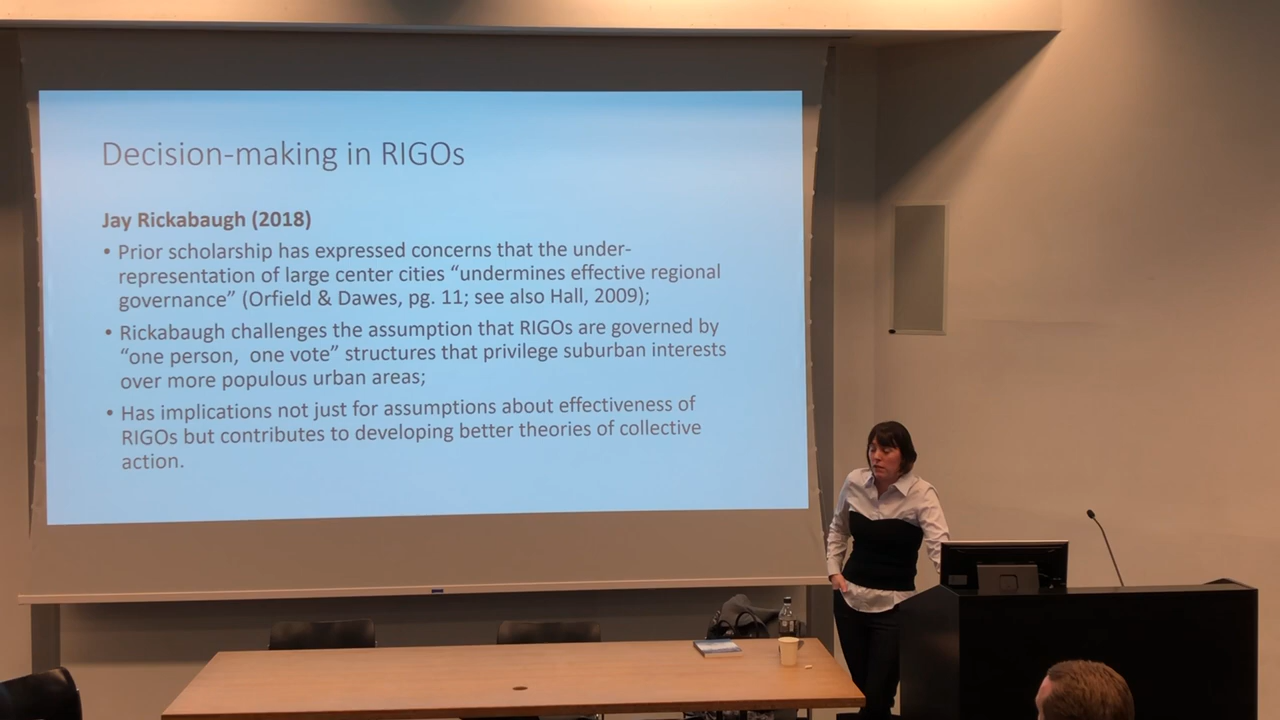 Decision-making in RIGOs
Jay Rickabaugh (2018)
• Prior scholarship has expressed concerns that the under-
representation of large center cities “undermines effective regional
governance” (Orfield & Dawes, pg. 11; see also Hall, 2009);
• Rickabaugh challenges the assumption that RIGOs are governed by
“one person, one vote” structures that privilege suburban interests
over more populous urban areas;
• Has implications not just for assumptions about effectiveness of
RIGOs but contributes to developing better theories of collective
action.